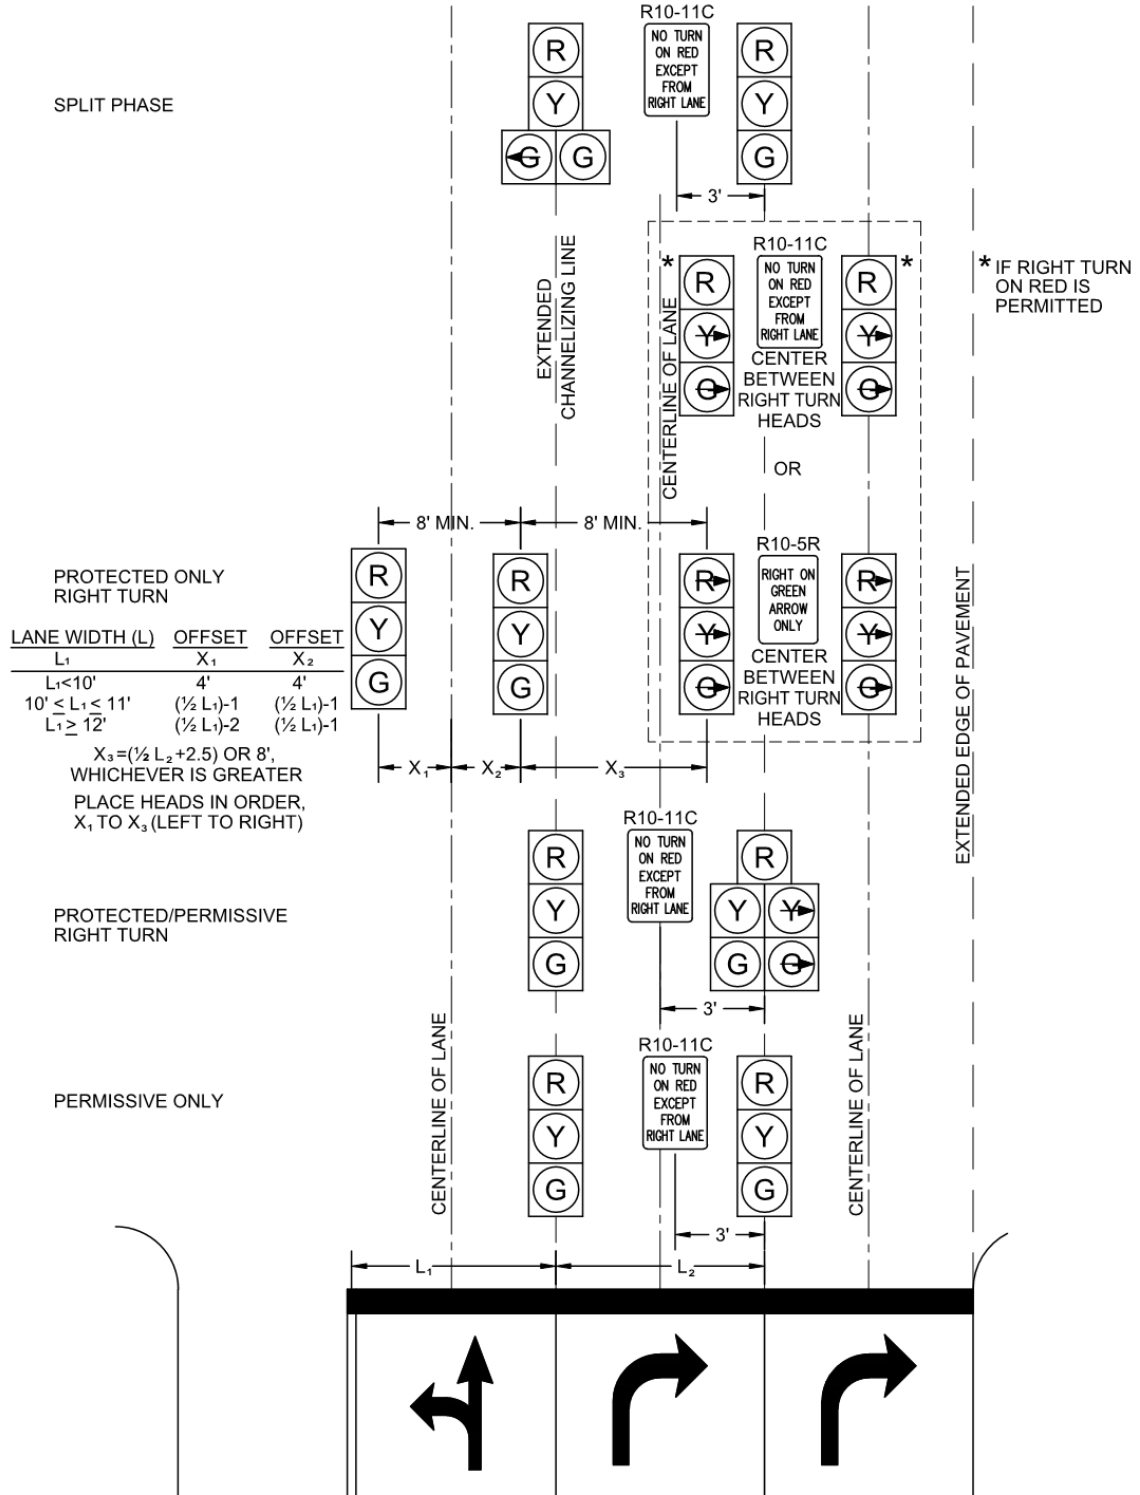 R10-11C
R
NO TURN
ON RED
EXCEPT
FROM
RIGHT LANE
R
SPLIT PHASE
Y
Y
G
G
G
3'
R10-11C
*
R
NO TURN
ON RED
EXCEPT
FROM
RIGHT LANE
R
*
* IF RIGHT TURN
ON RED IS
PERMITTED
EXTENDED
CHANNELIZING LINE
CENTERLINE OF LANE
Y
Y
G
G
CENTER
BETWEEN
RIGHT TURN
HEADS
OR
8' MIN.
8' MIN.
R10-5R
PROTECTED ONLY
RIGHT TURN
R
R
R
RIGHT ON
GREEN
ARROW
ONLY
R
Y
Y
Y
Y
G
G
G
G
CENTER
BETWEEN
RIGHT TURN
HEADS
EXTENDED EDGE OF PAVEMENT
LANE WIDTH (L) OFFSET OFFSET
L₁ X₁ X₂
L₁<10' 4' 4'
10' ≤ L₁ ≤ 11' (½ L₁)-1 (½ L₁)-1
L₁ ≥ 12' (½ L₁)-2 (½ L₁)-1
X₃=(½ L₂+2.5) OR 8',
WHICHEVER IS GREATER
PLACE HEADS IN ORDER,
X₁ TO X₃ (LEFT TO RIGHT)
X₁ X₂ X₃
R10-11C
PROTECTED/PERMISSIVE
RIGHT TURN
R
NO TURN
ON RED
EXCEPT
FROM
RIGHT LANE
R
Y
Y
Y
G
G
G
3'
R10-11C
PERMISSIVE ONLY
CENTERLINE OF LANE
R
NO TURN
ON RED
EXCEPT
FROM
RIGHT LANE
R
Y
Y
G
G
CENTERLINE OF LANE
3'
L₁ L₂